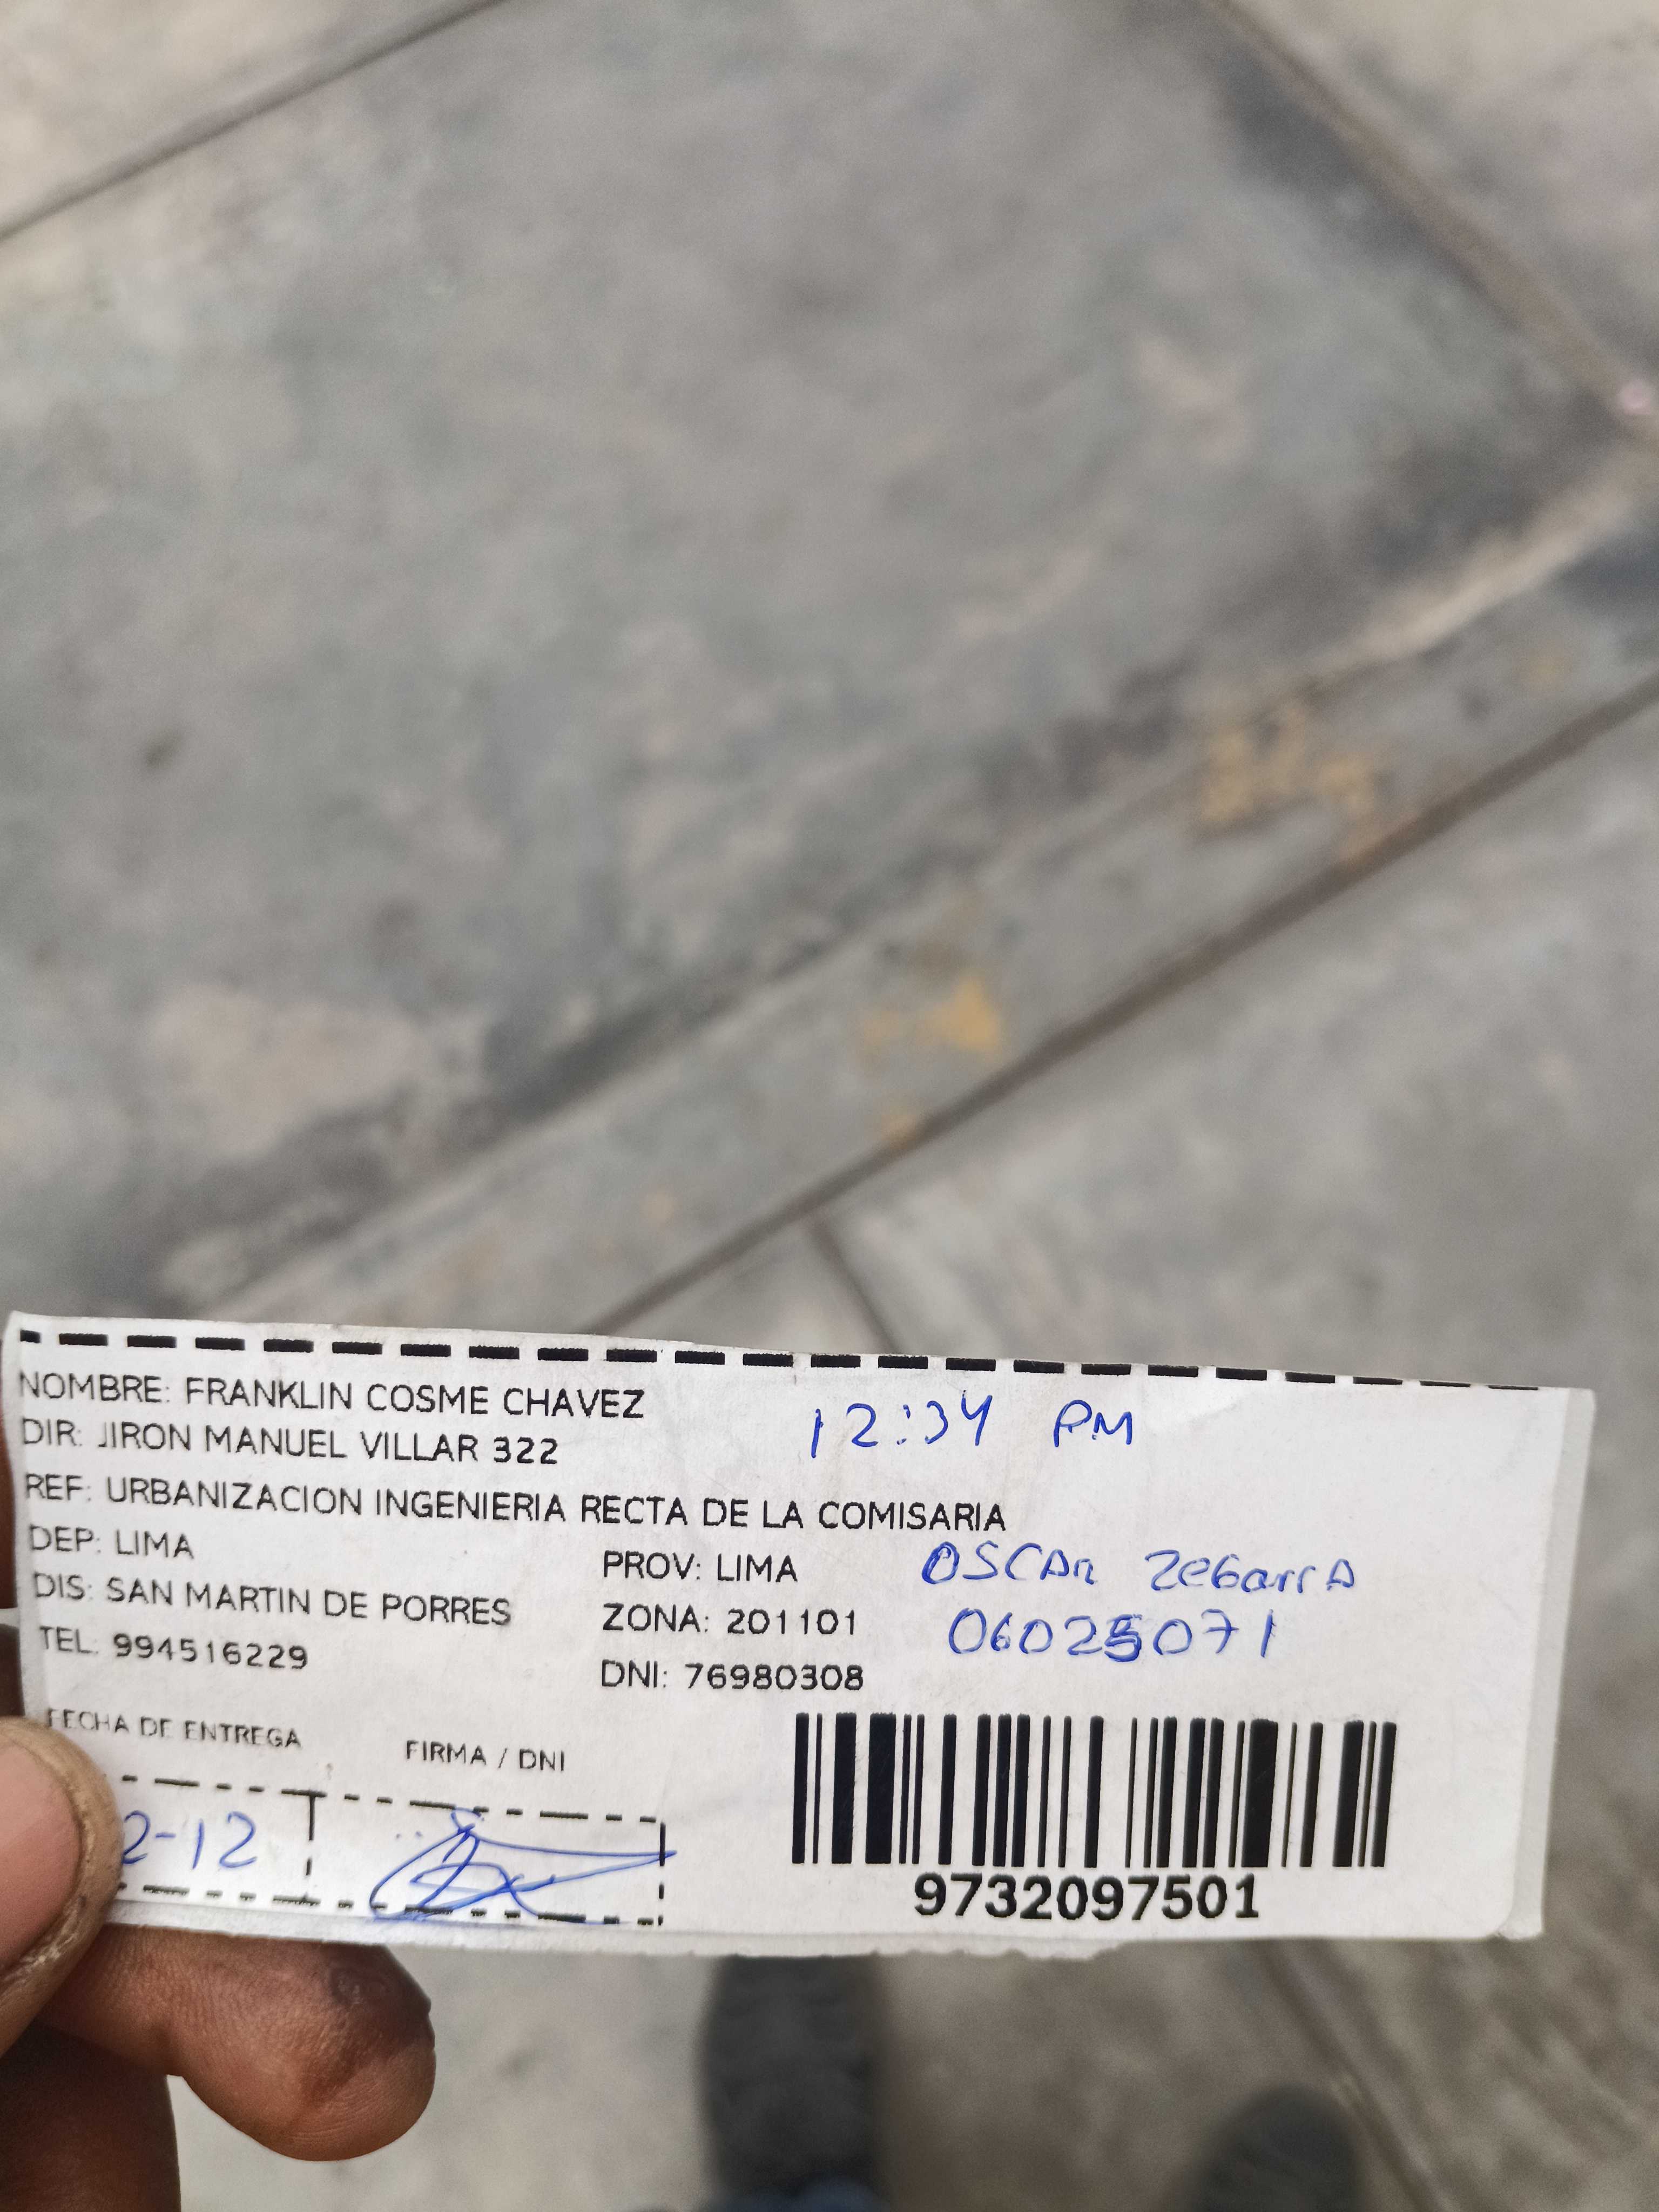 NOMBRE: FRANKLIN COSME CHAVEZ
12:34 PM
DIR: JIRON MANUEL VILLAR 322
REF: URBANIZACION INGENIERIA RECTA DE LA COMISARIA
DEP: LIMA
PROV: LIMA
OSCAR ZEGARRA
DIS: SAN MARTIN DE PORRES
ZONA: 201101
06025071
TEL: 994516229
DNI: 76980308
FECHA DE ENTREGA
FIRMA / DNI
2-12
9732097501